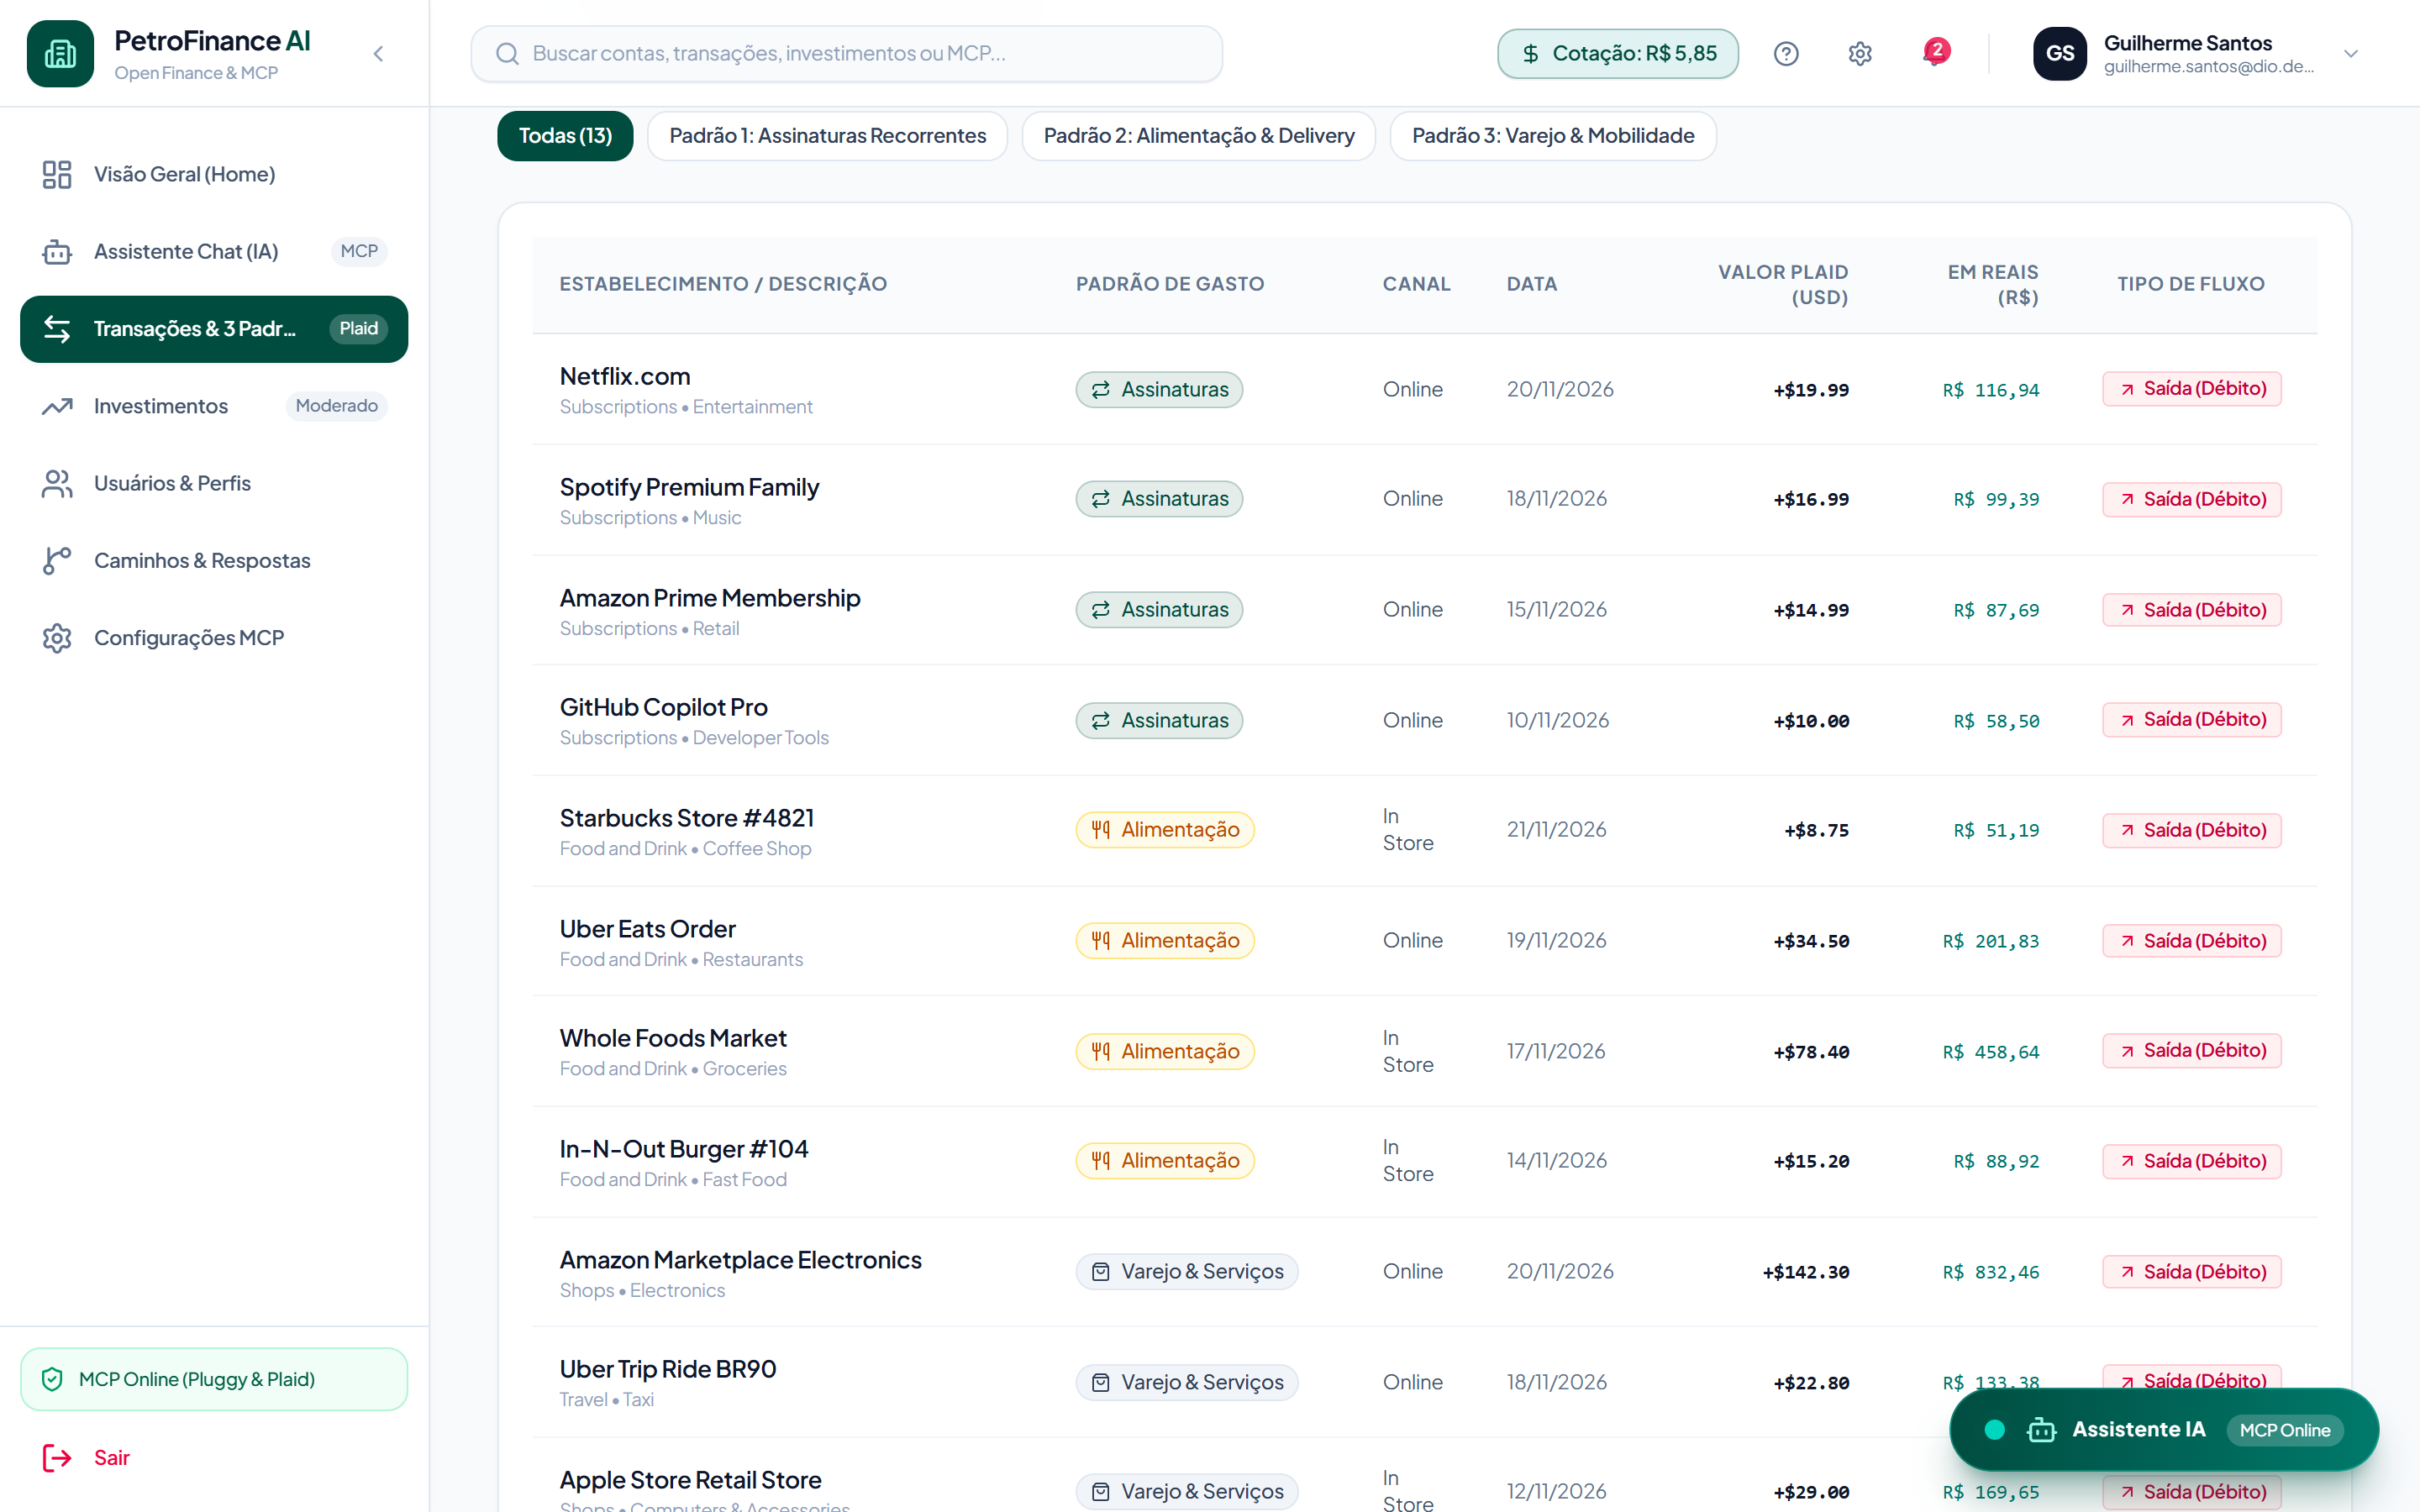 PetroFinance AI
Open Finance & MCP
Buscar contas, transações, investimentos ou MCP...
Cotação: R$ 5,85
2
GS
Guilherme Santos
guilherme.santos@dio.de...
Visão Geral (Home)
Assistente Chat (IA)
MCP
Transações & 3 Padr...
Plaid
Investimentos
Moderado
Usuários & Perfis
Caminhos & Respostas
Configurações MCP
MCP Online (Pluggy & Plaid)
Sair
Todas (13)
Padrão 1: Assinaturas Recorrentes
Padrão 2: Alimentação & Delivery
Padrão 3: Varejo & Mobilidade
ESTABELECIMENTO / DESCRIÇÃO
PADRÃO DE GASTO
CANAL
DATA
VALOR PLAID
(USD)
EM REAIS
(R$)
TIPO DE FLUXO
Netflix.com
Subscriptions • Entertainment
Assinaturas
Online
20/11/2026
+$19.99
R$ 116,94
Saída (Débito)
Spotify Premium Family
Subscriptions • Music
Assinaturas
Online
18/11/2026
+$16.99
R$ 99,39
Saída (Débito)
Amazon Prime Membership
Subscriptions • Retail
Assinaturas
Online
15/11/2026
+$14.99
R$ 87,69
Saída (Débito)
GitHub Copilot Pro
Subscriptions • Developer Tools
Assinaturas
Online
10/11/2026
+$10.00
R$ 58,50
Saída (Débito)
Starbucks Store #4821
Food and Drink • Coffee Shop
Alimentação
In
Store
21/11/2026
+$8.75
R$ 51,19
Saída (Débito)
Uber Eats Order
Food and Drink • Restaurants
Alimentação
Online
19/11/2026
+$34.50
R$ 201,83
Saída (Débito)
Whole Foods Market
Food and Drink • Groceries
Alimentação
In
Store
17/11/2026
+$78.40
R$ 458,64
Saída (Débito)
In-N-Out Burger #104
Food and Drink • Fast Food
Alimentação
In
Store
14/11/2026
+$15.20
R$ 88,92
Saída (Débito)
Amazon Marketplace Electronics
Shops • Electronics
Varejo & Serviços
Online
20/11/2026
+$142.30
R$ 832,46
Saída (Débito)
Uber Trip Ride BR90
Travel • Taxi
Varejo & Serviços
Online
18/11/2026
+$22.80
R$ 133,38
Saída (Débito)
Apple Store Retail Store
Shops • Computers & Accessories
Varejo & Serviços
In
Store
12/11/2026
+$29.00
R$ 169,65
Saída (Débito)
Assistente IA
MCP Online